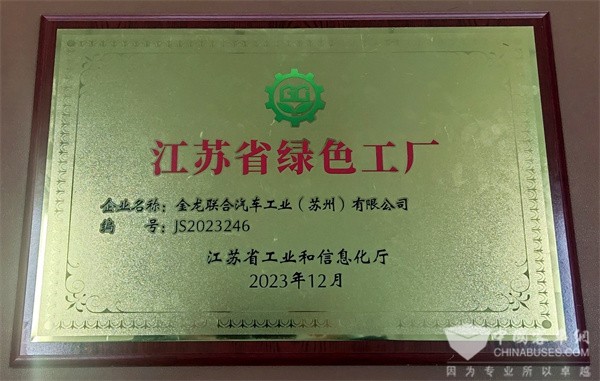 江苏省绿色工厂
企业名称：金龙联合汽车工业（苏州）有限公司
编 号：JS2023246
江苏省工业和信息化厅
2023年12月
中国客车网
CHINABUSES.COM
因为专业所以卓越